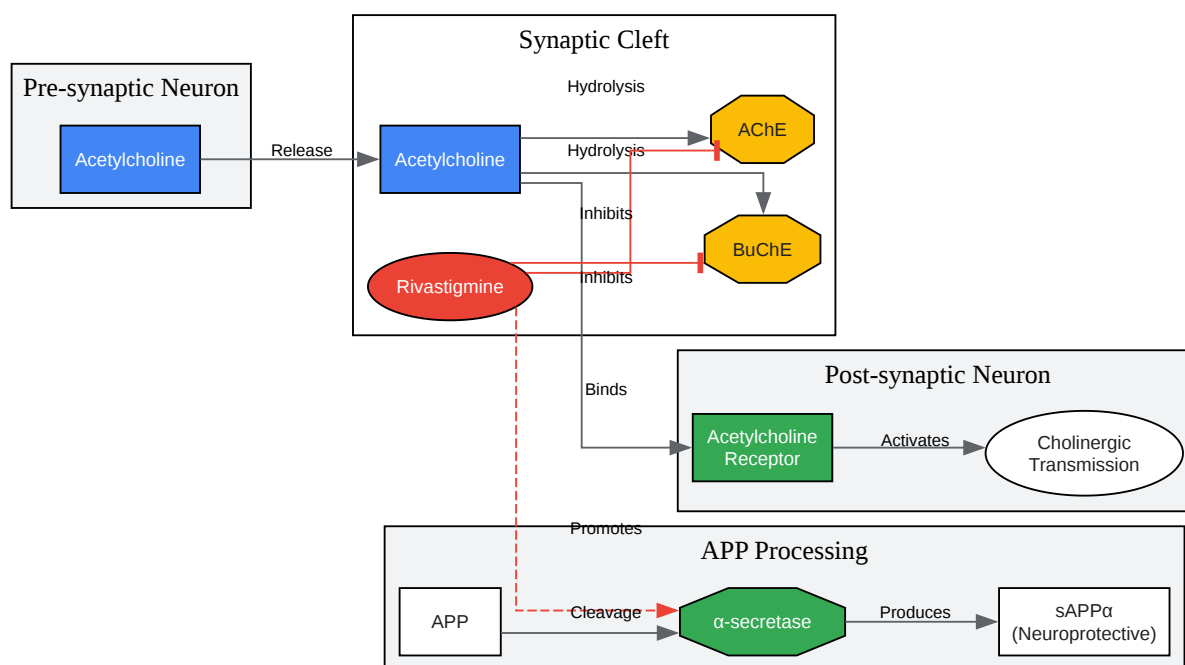 Synaptic Cleft
Pre-synaptic Neuron
Hydrolysis
AChE
Acetylcholine
Release
Acetylcholine
Hydrolysis
Inhibits
BuChE
Rivastigmine
Inhibits
Post-synaptic Neuron
Binds
Acetylcholine
Receptor
Activates
Cholinergic
Transmission
Promotes
APP Processing
APP
Cleavage
α-secretase
Produces
sAPPα
(Neuroprotective)